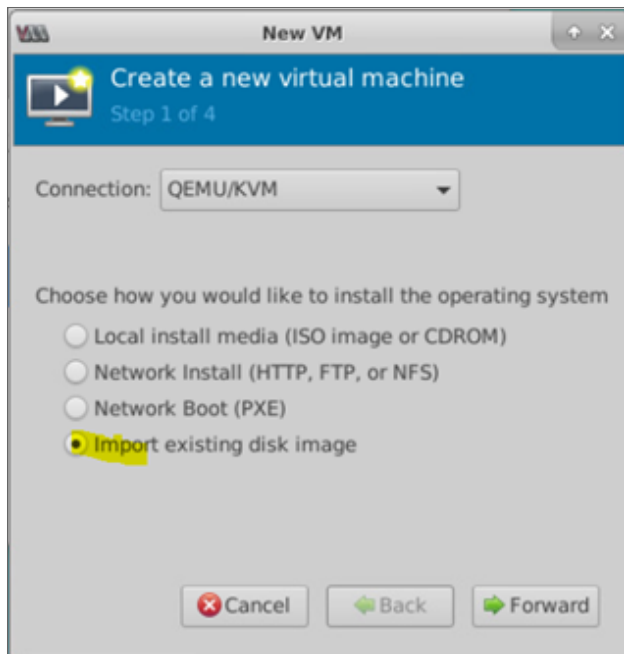 New VM
Create a new virtual machine
Step 1 of 4
Connection: QEMU/KVM
Choose how you would like to install the operating system
Local install media (ISO image or CDROM)
Network Install (HTTP, FTP, or NFS)
Network Boot (PXE)
Import existing disk image
Cancel Back Forward